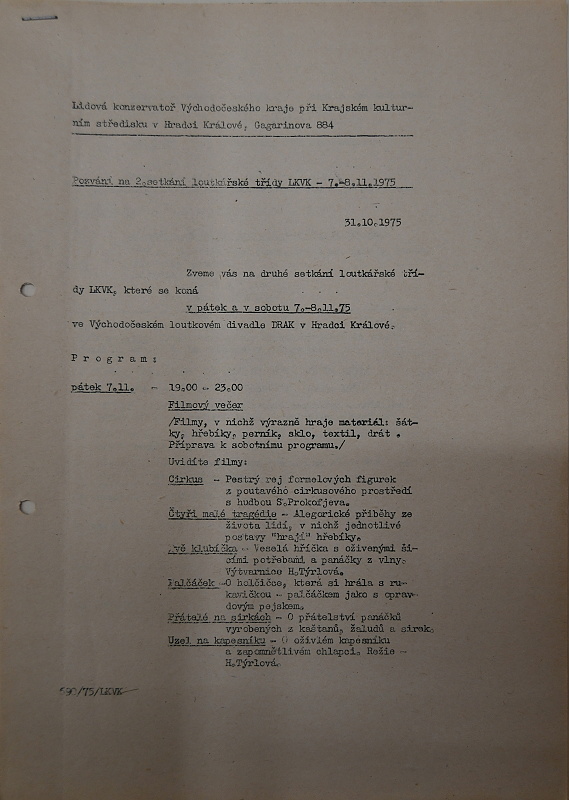 Lidová konzervatoř Východočeského kraje při Krajském kultur-
ním středisku v Hradci Králové, Gagarinova 884
Pozvání na 2.setkání loutkářské třídy LKVK - 7.-8.11.1975
31.10.1975
Zveme vás na druhé setkání loutkářské tří-
dy LKVK, které se koná
v pátek a v sobotu 7.-8.11.75
ve Východočeském loutkovém divadle DRAK v Hradci Králové.
P r o g r a m :
pátek 7.11. - 19.00 - 23.00
Filmový večer
/Filmy, v nichž výrazně hraje materiál: šát-
ky, hřebíky, perník, sklo, textil, drát .
Příprava k sobotnímu programu./
Uvidíte filmy:
Cirkus - Pestrý rej formelových figurek
z poutavého cirkusového prostředí
s hudbou S.Prokofjeva.
Čtyři malé tragédie - Alegorické příběhy ze
života lidí, v nichž jednotlivé
postavy "hrají" hřebíky.
Dvě klubíčka - Veselá hříčka s oživenými ši-
cími potřebami a panáčky z vlny.
Výtvarnice H.Týrlová.
Palčáček -O holčičce, která si hrála s ru-
kavičkou - palčáčkem jako s oprav-
dovým pejskem.
Přátelé na sirkách - O přátelství panáčků
vyrobených z kaštanů, žaludů a sirek.
Uzel na kapesníku - O oživlém kapesníku
a zapomnětlivém chlapci. Režie -
H.Týrlová.
590/75/LKVK